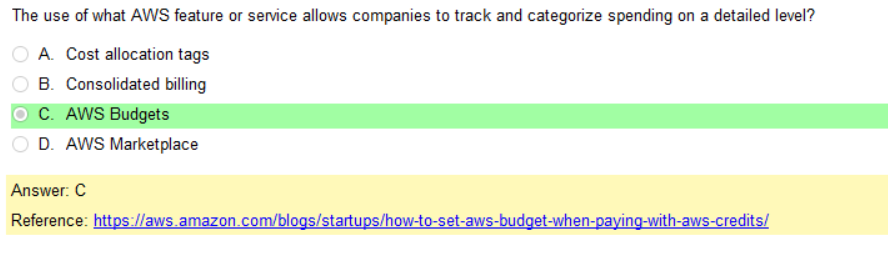 The use of what AWS feature or service allows companies to track and categorize spending on a detailed level?
A. Cost allocation tags
B. Consolidated billing
C. AWS Budgets
D. AWS Marketplace
Answer: C
Reference: https://aws.amazon.com/blogs/startups/how-to-set-aws-budget-when-paying-with-aws-credits/